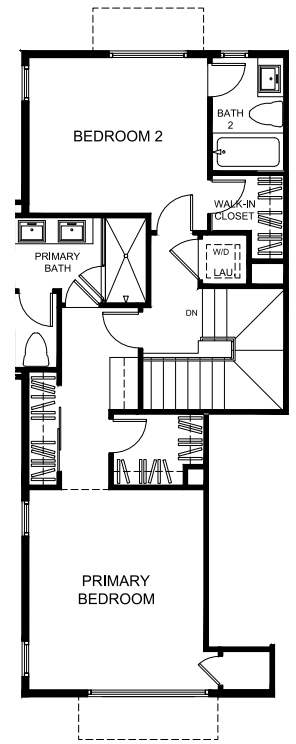 BEDROOM 2
BATH
2
WALK-IN
CLOSET
PRIMARY
BATH
W/D
LAU
DN
PRIMARY
BEDROOM